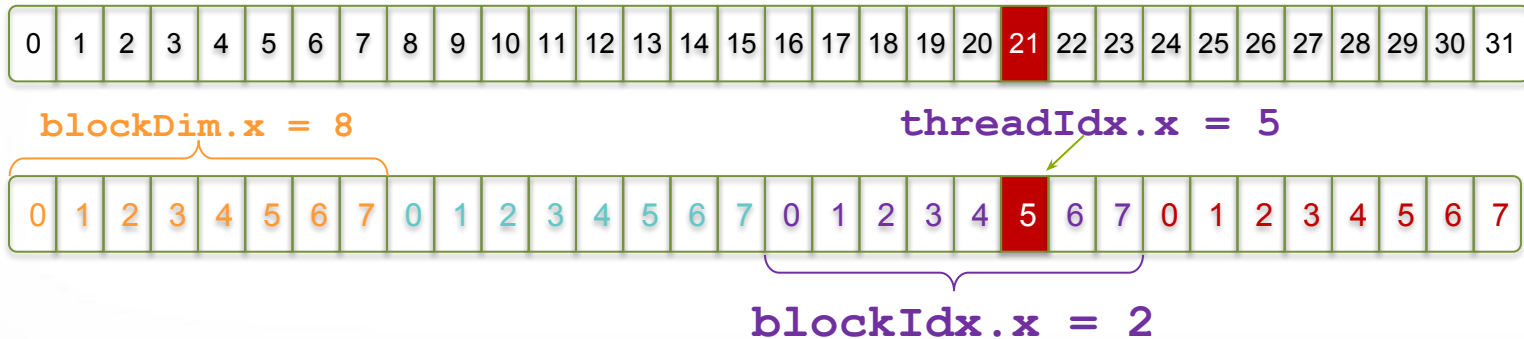 0 1 2 3 4 5 6 7 8 9 10 11 12 13 14 15 16 17 18 19 20 21 22 23 24 25 26 27 28 29 30 31
blockDim.x = 8 threadIdx.x = 5
0 1 2 3 4 5 6 7 0 1 2 3 4 5 6 7 0 1 2 3 4 5 6 7 0 1 2 3 4 5 6 7
blockIdx.x = 2